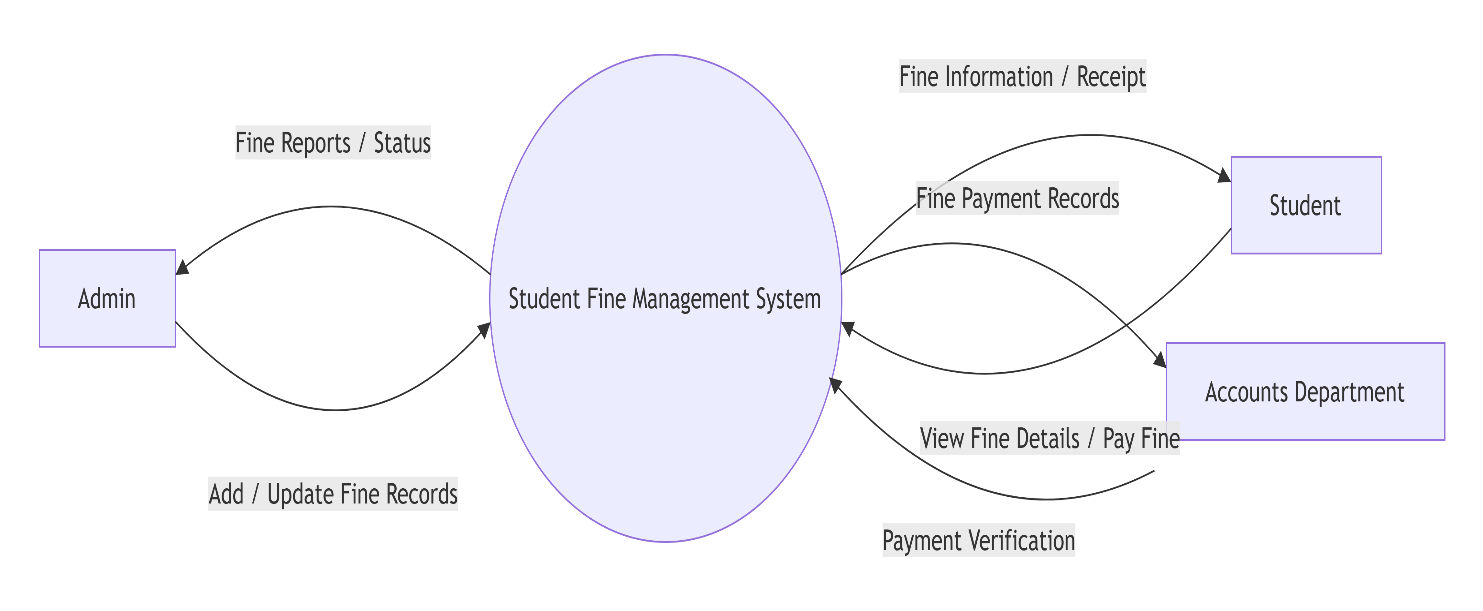 Fine Information / Receipt
Fine Reports / Status
Fine Payment Records
Student
Admin
Student Fine Management System
Accounts Department
View Fine Details / Pay Fine
Add / Update Fine Records
Payment Verification